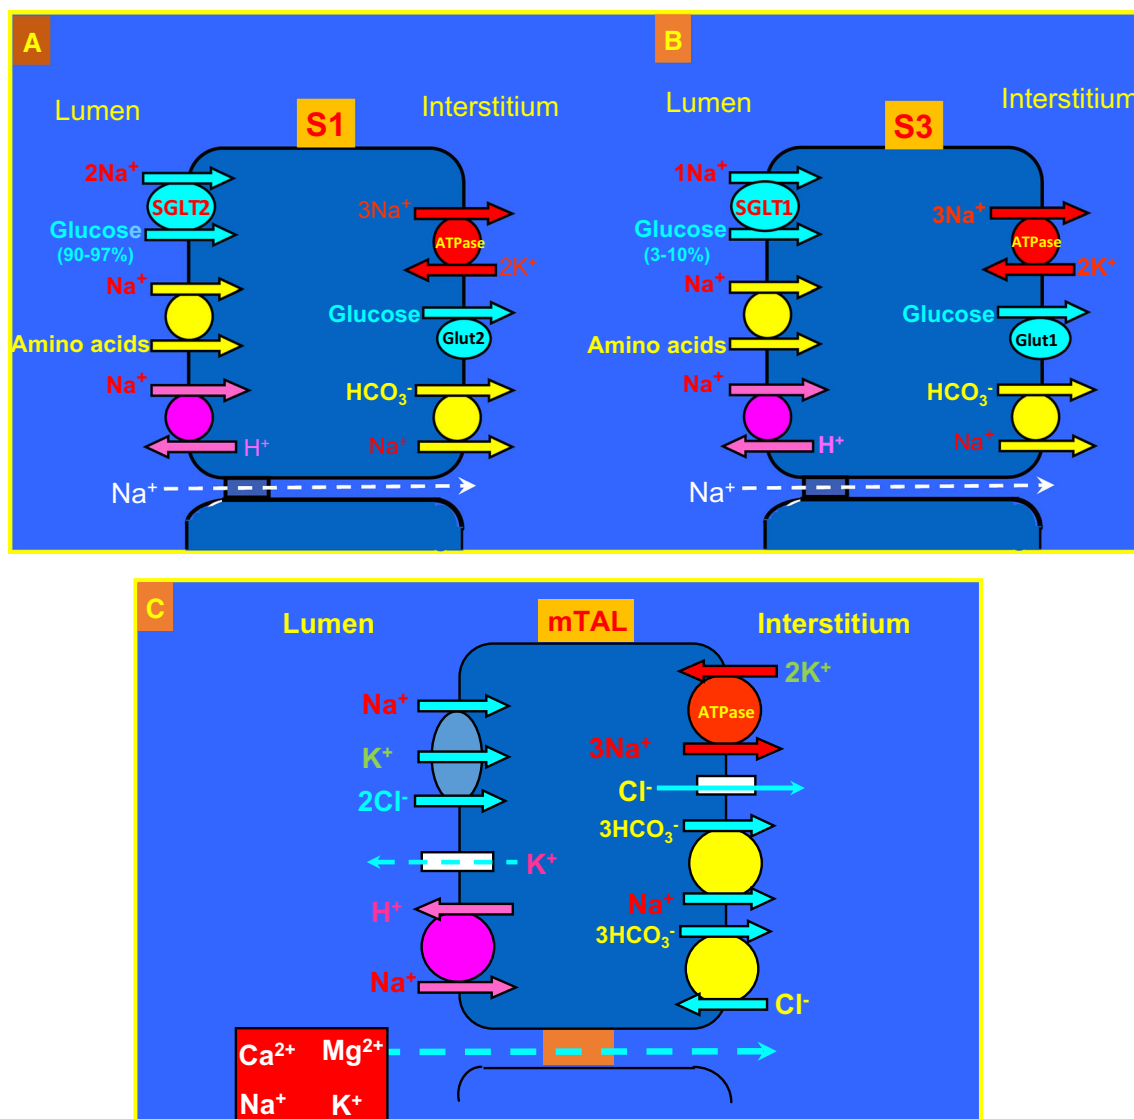 A
Lumen
S1
Interstitium
2Na⁺
SGLT2
Glucose
(90-97%)
3Na⁺
ATPase
2K⁺
Na⁺
Glucose
Glut2
Amino acids
Na⁺
HCO₃⁻
H⁺
Na⁺
Na⁺
B
Lumen
S3
Interstitium
1Na⁺
SGLT1
Glucose
(3-10%)
3Na⁺
ATPase
2K⁺
Na⁺
Glucose
Glut1
Amino acids
Na⁺
HCO₃⁻
H⁺
Na⁺
Na⁺
C
Lumen
mTAL
Interstitium
2K⁺
Na⁺
ATPase
K⁺
3Na⁺
2Cl⁻
Cl⁻
3HCO₃⁻
K⁺
H⁺
Na⁺
3HCO₃⁻
Na⁺
Cl⁻
Ca²⁺ Mg²⁺
Na⁺ K⁺